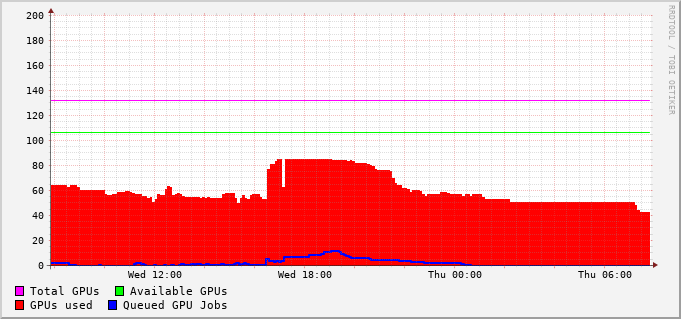 RRDTOOL / TOBI OETIKER
200
180
160
140
120
100
80
60
40
20
0
Wed 12:00 Wed 18:00 Thu 00:00 Thu 06:00
Total GPUs Available GPUs
GPUs used Queued GPU Jobs